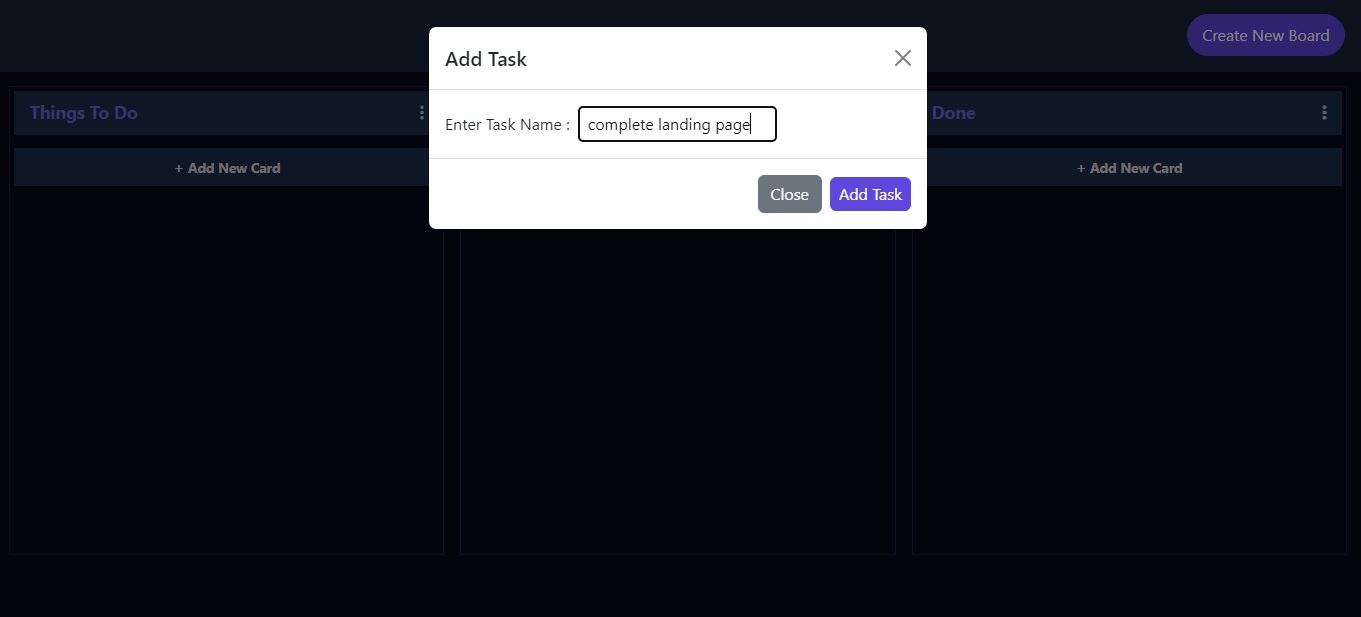 Create New Board
Add Task
Enter Task Name :
complete landing page
Close
Add Task
Things To Do
+ Add New Card
Done
+ Add New Card